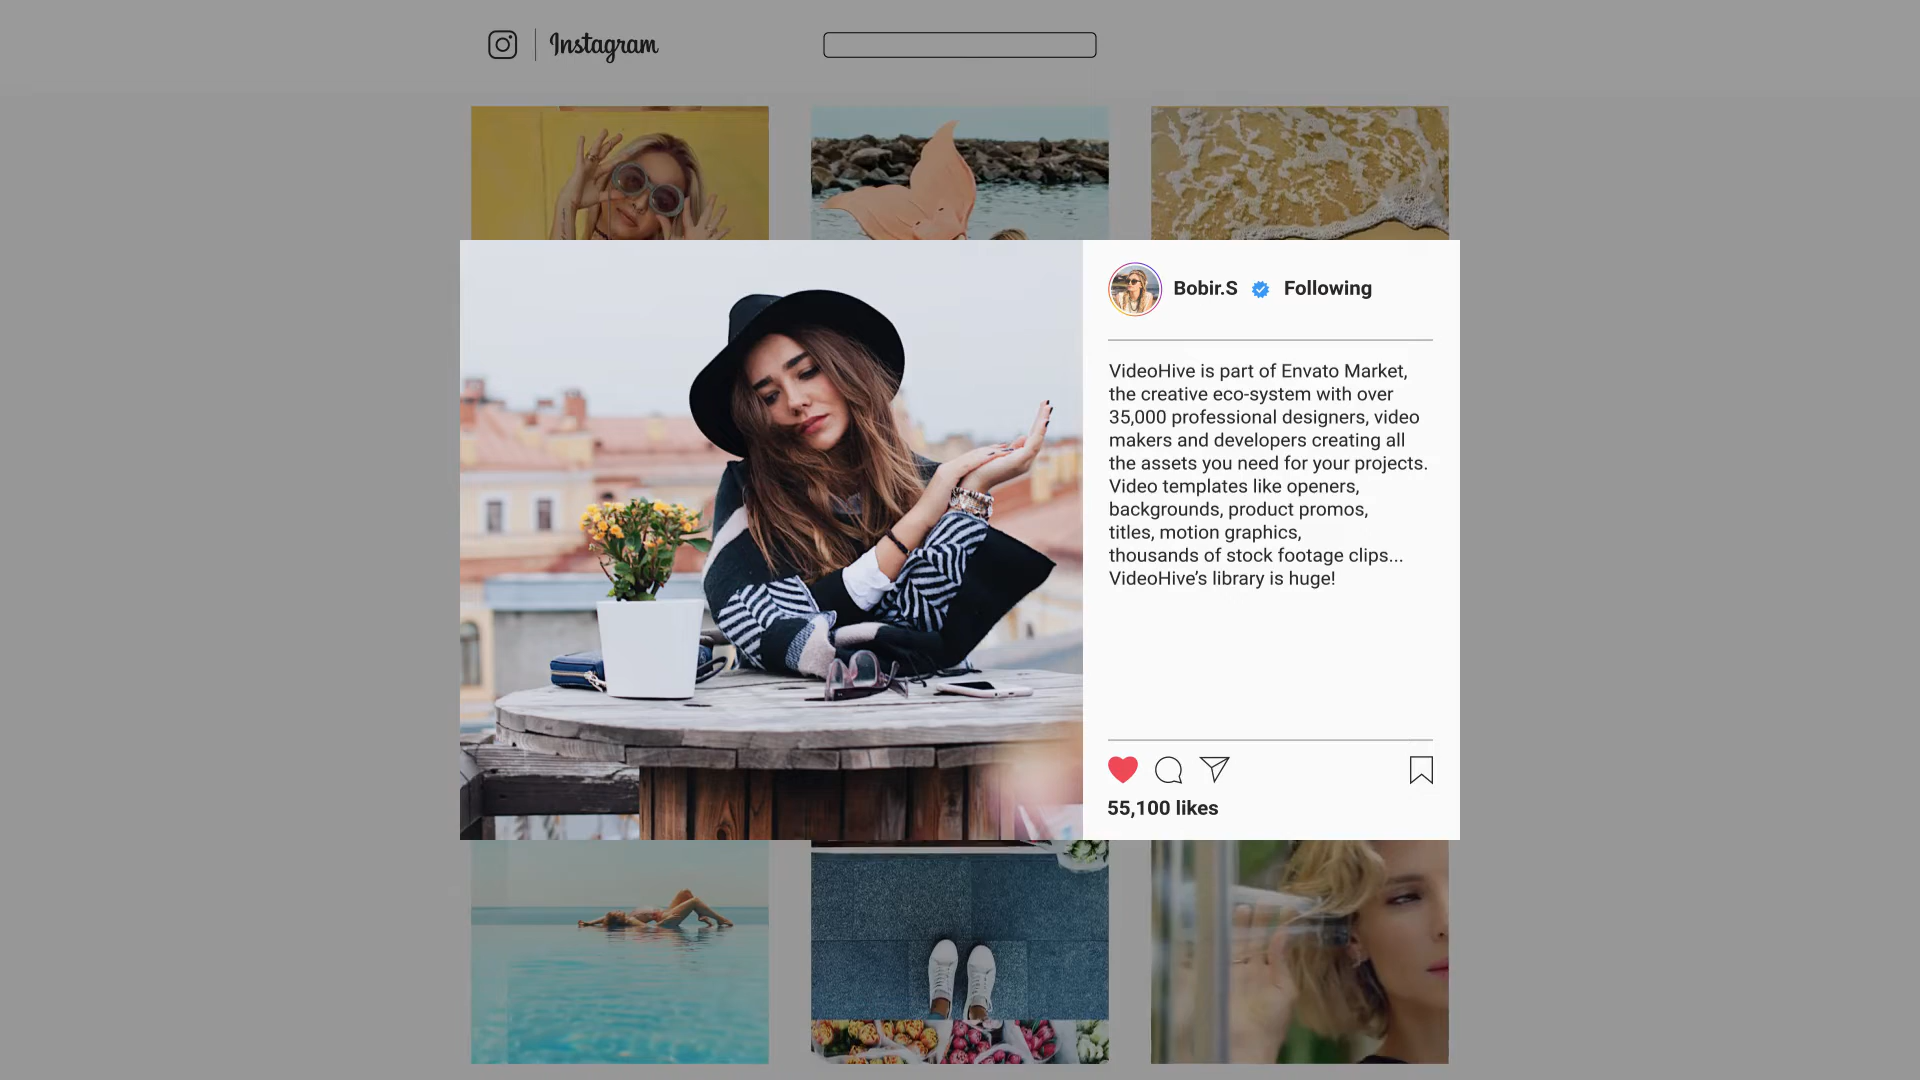 Instagram
Bobir.S Following
VideoHive is part of Envato Market,
the creative eco-system with over
35,000 professional designers, video
makers and developers creating all
the assets you need for your projects.
Video templates like openers,
backgrounds, product promos,
titles, motion graphics,
thousands of stock footage clips...
VideoHive’s library is huge!
55,100 likes